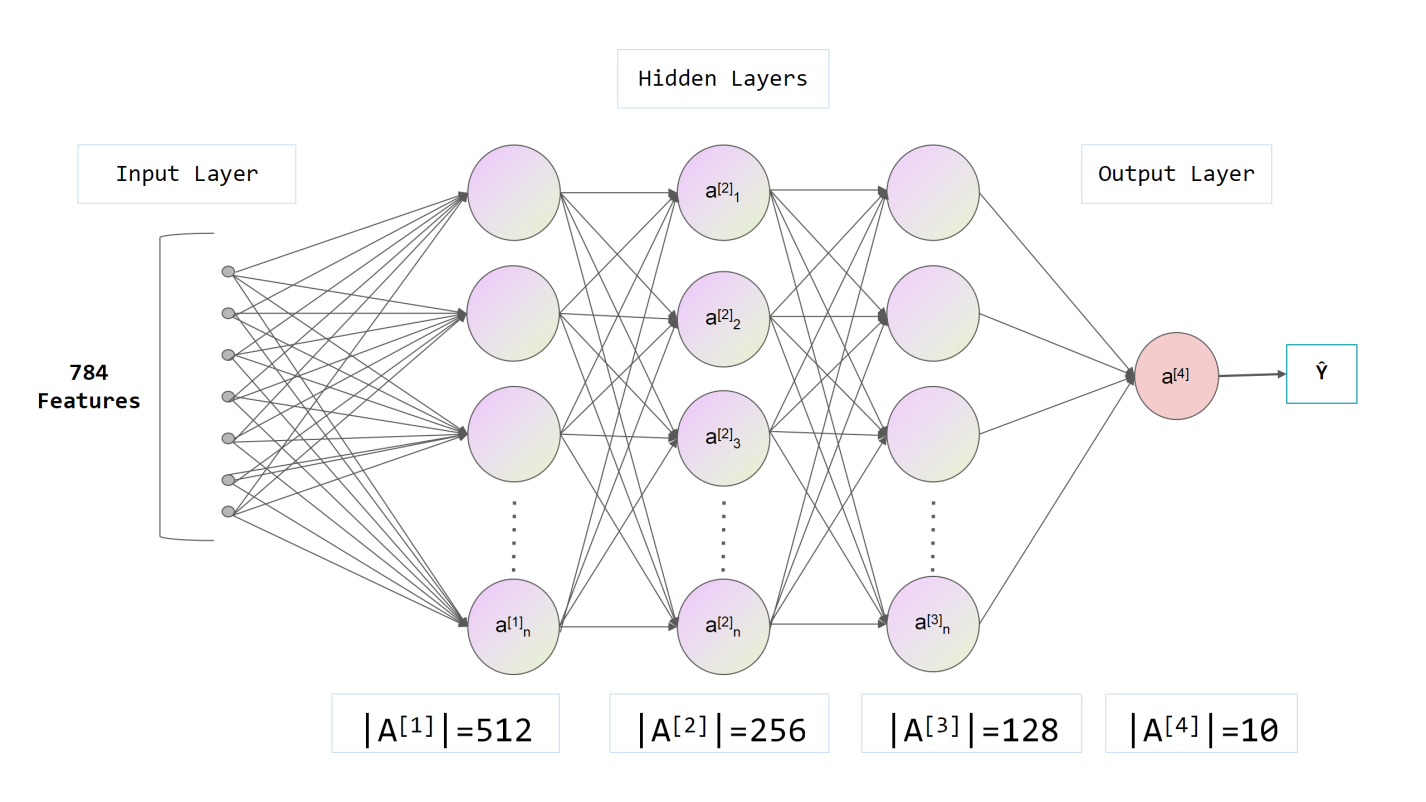 Hidden Layers
Input Layer
Output Layer
784
Features
a[2]1
a[2]2
a[2]3
a[1]n
a[2]n
a[3]n
a[4]
Ŷ
|A[1]|=512
|A[2]|=256
|A[3]|=128
|A[4]|=10